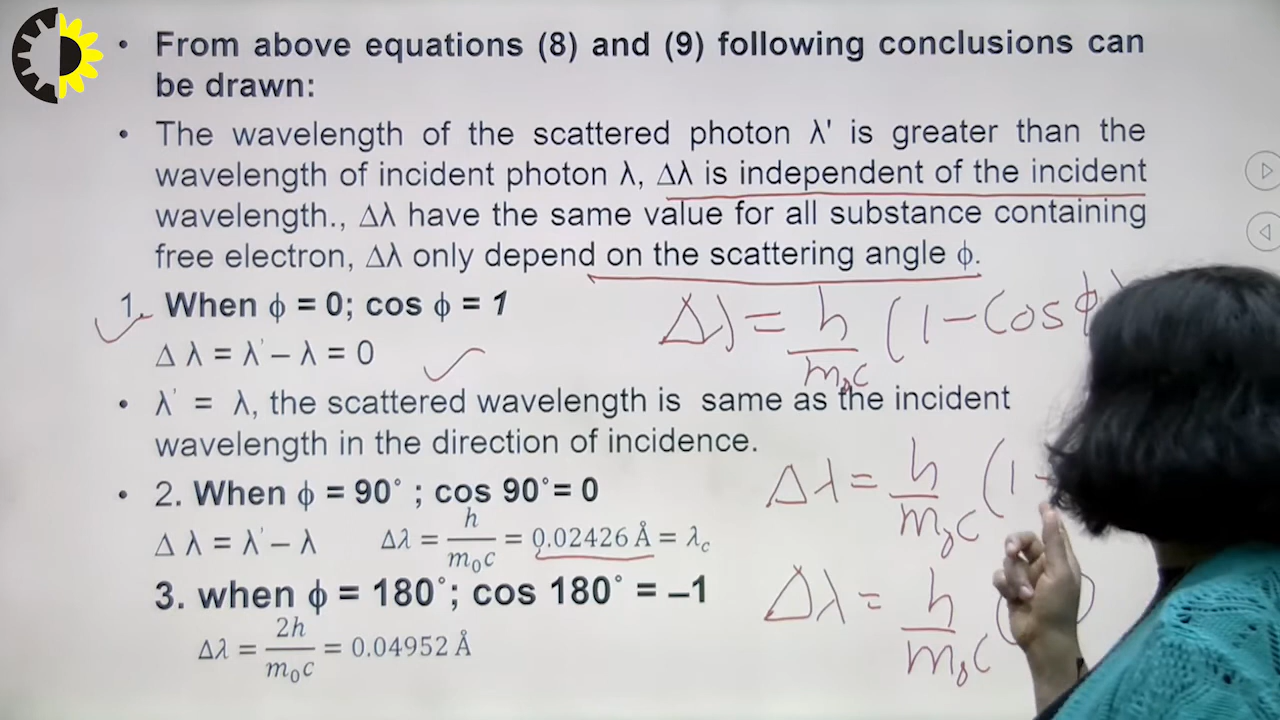 • From above equations (8) and (9) following conclusions can
be drawn:
• The wavelength of the scattered photon λ' is greater than the
wavelength of incident photon λ, Δλ is independent of the incident
wavelength., Δλ have the same value for all substance containing
free electron, Δλ only depend on the scattering angle ϕ.
1. When ϕ = 0; cos ϕ = 1
Δλ = h/m₀c (1 - Cos ϕ)
Δ λ = λ' – λ = 0
• λ' = λ, the scattered wavelength is same as the incident
wavelength in the direction of incidence.
• 2. When ϕ = 90° ; cos 90°= 0
Δλ = h/m₀c (1 -
Δ λ = λ' – λ Δλ = h/m₀c = 0.02426 Å = λc
3. when ϕ = 180°; cos 180° = –1
Δλ = h/m₀c (
Δλ = 2h/m₀c = 0.04952 Å